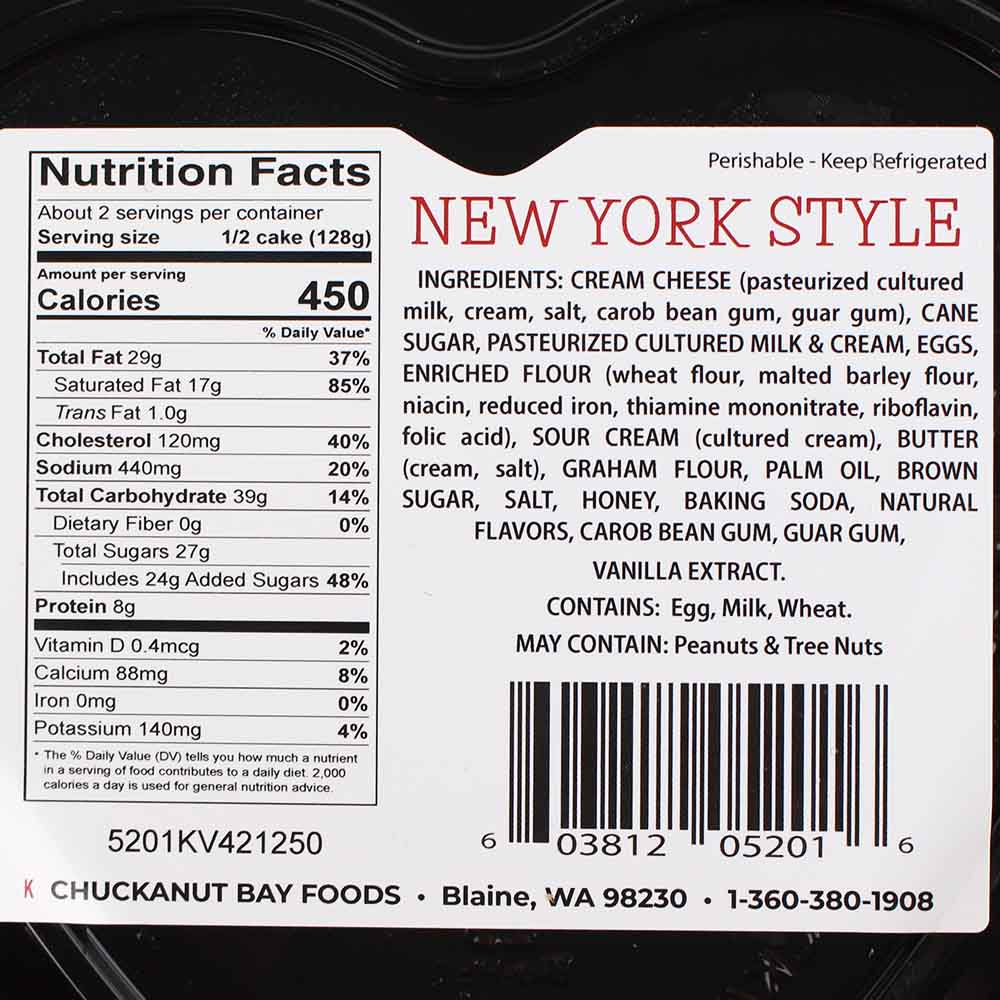 Nutrition Facts
About 2 servings per container
Serving size 1/2 cake (128g)
Amount per serving
Calories 450
% Daily Value*
Total Fat 29g 37%
Saturated Fat 17g 85%
Trans Fat 1.0g
Cholesterol 120mg 40%
Sodium 440mg 20%
Total Carbohydrate 39g 14%
Dietary Fiber 0g 0%
Total Sugars 27g
Includes 24g Added Sugars 48%
Protein 8g
Vitamin D 0.4mcg 2%
Calcium 88mg 8%
Iron 0mg 0%
Potassium 140mg 4%
* The % Daily Value (DV) tells you how much a nutrient
in a serving of food contributes to a daily diet. 2,000
calories a day is used for general nutrition advice.
5201KV421250
Perishable - Keep Refrigerated
NEW YORK STYLE
INGREDIENTS: CREAM CHEESE (pasteurized cultured
milk, cream, salt, carob bean gum, guar gum), CANE
SUGAR, PASTEURIZED CULTURED MILK & CREAM, EGGS,
ENRICHED FLOUR (wheat flour, malted barley flour,
niacin, reduced iron, thiamine mononitrate, riboflavin,
folic acid), SOUR CREAM (cultured cream), BUTTER
(cream, salt), GRAHAM FLOUR, PALM OIL, BROWN
SUGAR, SALT, HONEY, BAKING SODA, NATURAL
FLAVORS, CAROB BEAN GUM, GUAR GUM,
VANILLA EXTRACT.
CONTAINS: Egg, Milk, Wheat.
MAY CONTAIN: Peanuts & Tree Nuts
6 03812 05201 6
K CHUCKANUT BAY FOODS • Blaine, WA 98230 • 1-360-380-1908